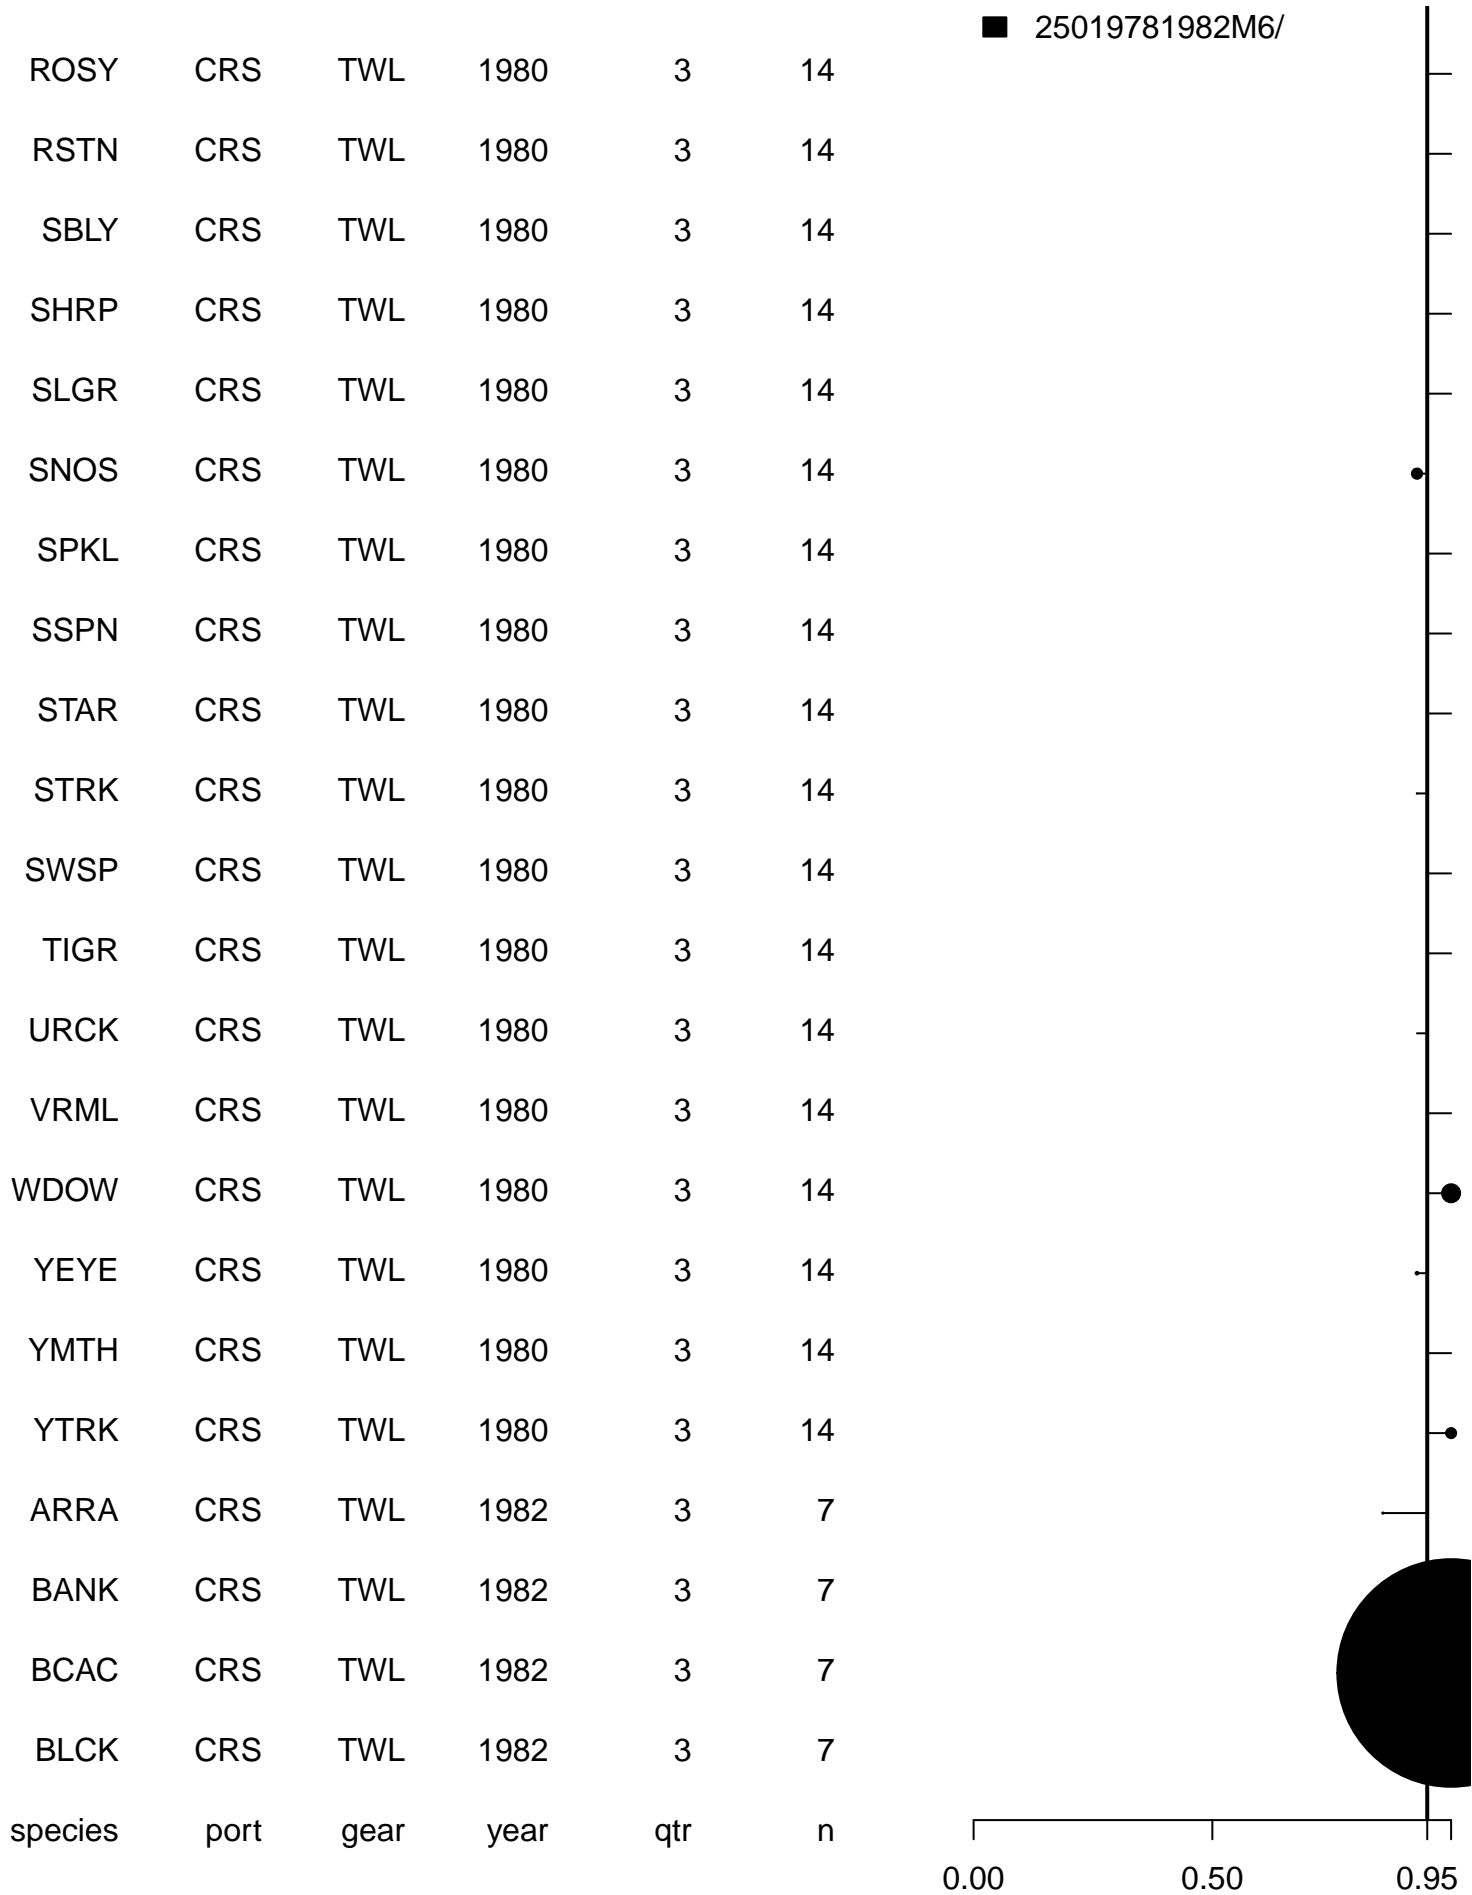 25019781982M6/
ROSY CRS TWL 1980 3 14
RSTN CRS TWL 1980 3 14
SBLY CRS TWL 1980 3 14
SHRP CRS TWL 1980 3 14
SLGR CRS TWL 1980 3 14
SNOS CRS TWL 1980 3 14
SPKL CRS TWL 1980 3 14
SSPN CRS TWL 1980 3 14
STAR CRS TWL 1980 3 14
STRK CRS TWL 1980 3 14
SWSP CRS TWL 1980 3 14
TIGR CRS TWL 1980 3 14
URCK CRS TWL 1980 3 14
VRML CRS TWL 1980 3 14
WDOW CRS TWL 1980 3 14
YEYE CRS TWL 1980 3 14
YMTH CRS TWL 1980 3 14
YTRK CRS TWL 1980 3 14
ARRA CRS TWL 1982 3 7
BANK CRS TWL 1982 3 7
BCAC CRS TWL 1982 3 7
BLCK CRS TWL 1982 3 7
species port gear year qtr n
0.00 0.50 0.95